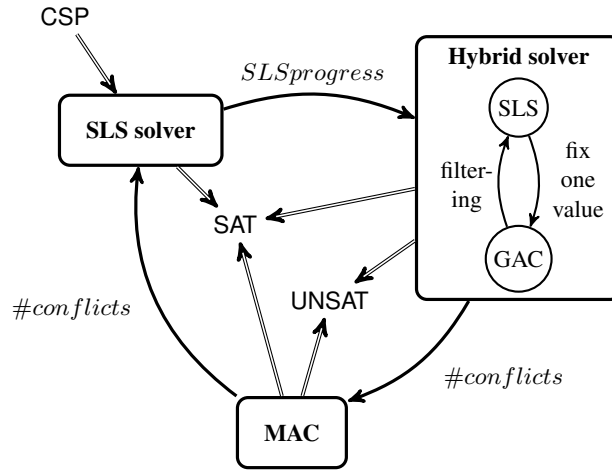 CSP
SLSprogress
Hybrid solver
SLS solver
SLS
filter-
ing
fix
one
value
SAT
GAC
UNSAT
#conflicts
#conflicts
MAC